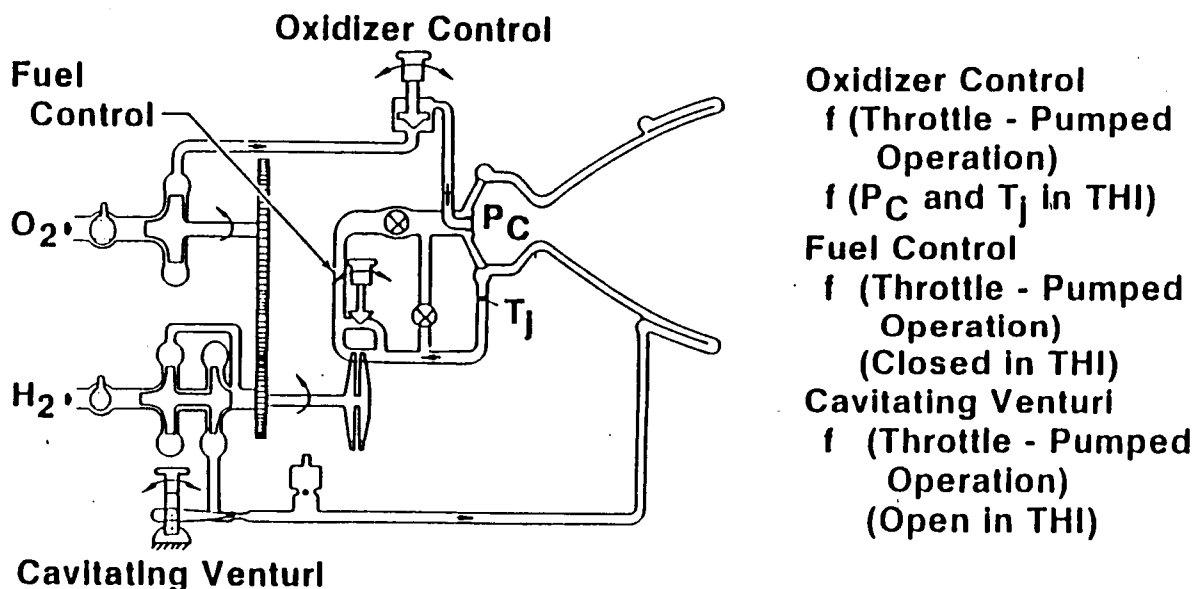 Oxidizer Control
Fuel
Control
O2
H2
PC
Tj
Cavitating Venturi
Oxidizer Control
f (Throttle - Pumped
Operation)
f (PC and Tj in THI)
Fuel Control
f (Throttle - Pumped
Operation)
(Closed in THI)
Cavitating Venturi
f (Throttle - Pumped
Operation)
(Open in THI)